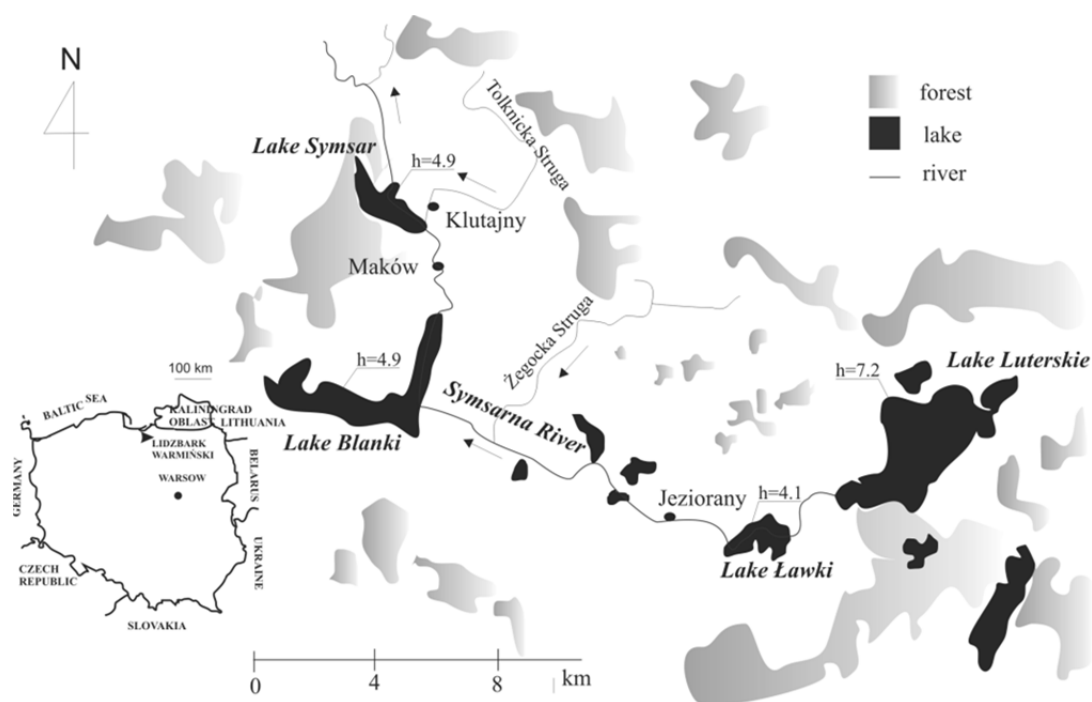 N
forest
lake
river
Tolknicka Struga
Lake Symsar
h=4.9
Klutajny
Maków
Żegocka Struga
h=4.9
h=7.2
Lake Luterskie
100 km
Symsarna River
Lake Blanki
BALTIC SEA
KALININGRAD
OBLAST LITHUANIA
LIDZBARK
WARMIŃSKI
WARSOW
GERMANY
BELARUS
UKRAINE
CZECH
REPUBLIC
SLOVAKIA
Jeziorany
h=4.1
Lake Ławki
0 4 8 km